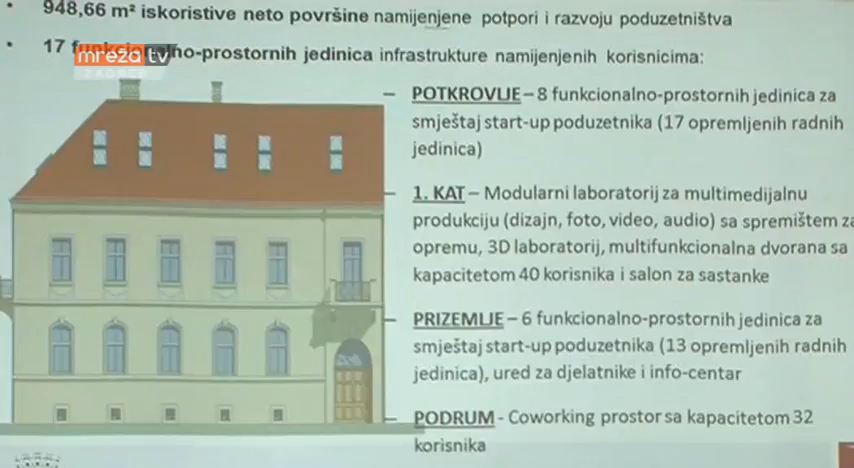 948,66 m² iskoristive neto površine namijenjene potpori i razvoju poduzetništva
17 funkcionalno-prostornih jedinica infrastrukture namijenjenih korisnicima:
mreža tv
ZAGREB
– POTKROVLJE – 8 funkcionalno-prostornih jedinica za
smještaj start-up poduzetnika (17 opremljenih radnih
jedinica)
– 1. KAT – Modularni laboratorij za multimedijalnu
produkciju (dizajn, foto, video, audio) sa spremištem za
opremu, 3D laboratorij, multifunkcionalna dvorana sa
kapacitetom 40 korisnika i salon za sastanke
– PRIZEMLJE – 6 funkcionalno-prostornih jedinica za
smještaj start-up poduzetnika (13 opremljenih radnih
jedinica), ured za djelatnike i info-centar
– PODRUM - Coworking prostor sa kapacitetom 32
korisnika